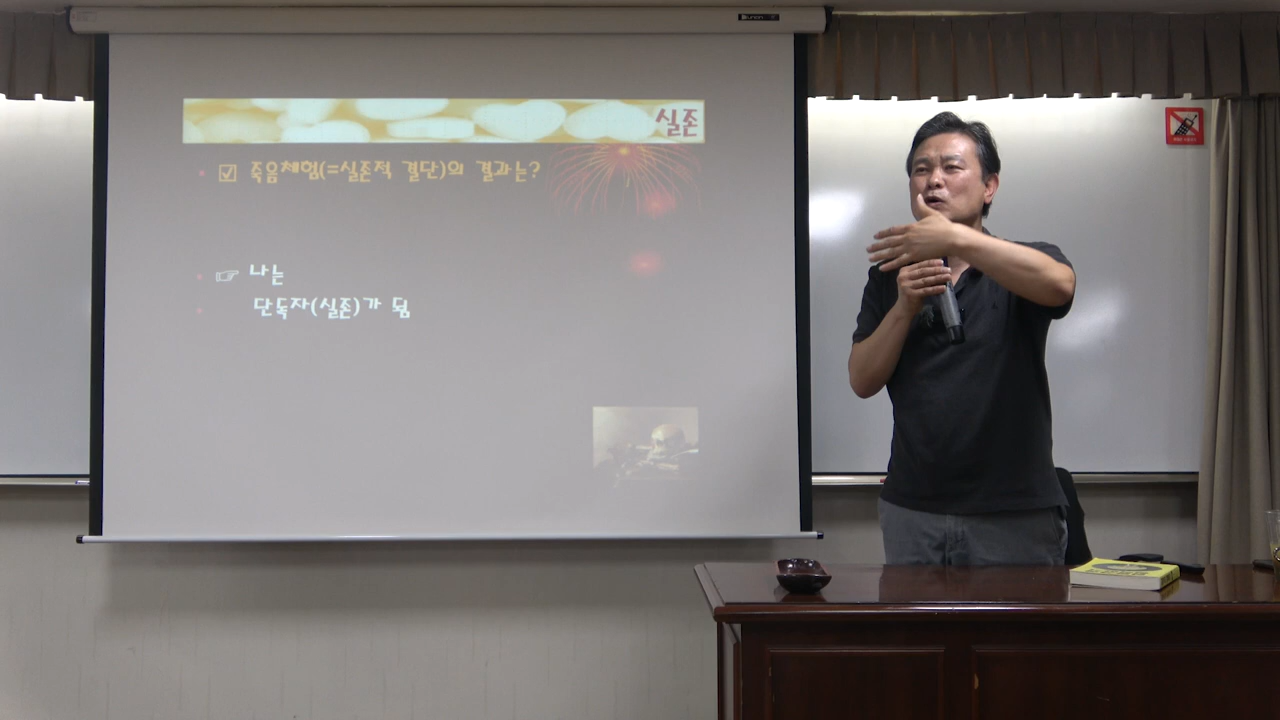 실존
☑ 죽음체험(=실존적 결단)의 결과는?
☞ 나는
단독자(실존)가 됨